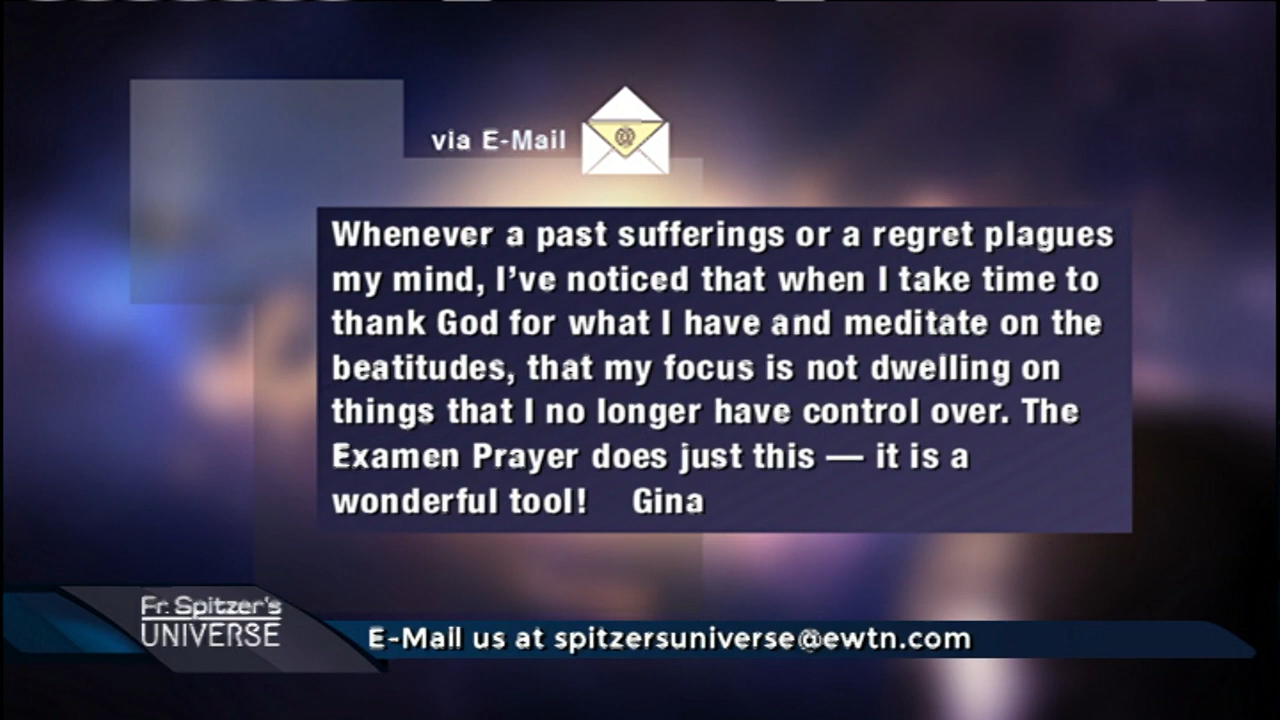 via E-Mail
@
Whenever a past sufferings or a regret plagues
my mind, I've noticed that when I take time to
thank God for what I have and meditate on the
beatitudes, that my focus is not dwelling on
things that I no longer have control over. The
Examen Prayer does just this — it is a
wonderful tool! Gina
Fr. Spitzer's
UNIVERSE
E-Mail us at spitzersuniverse@ewtn.com